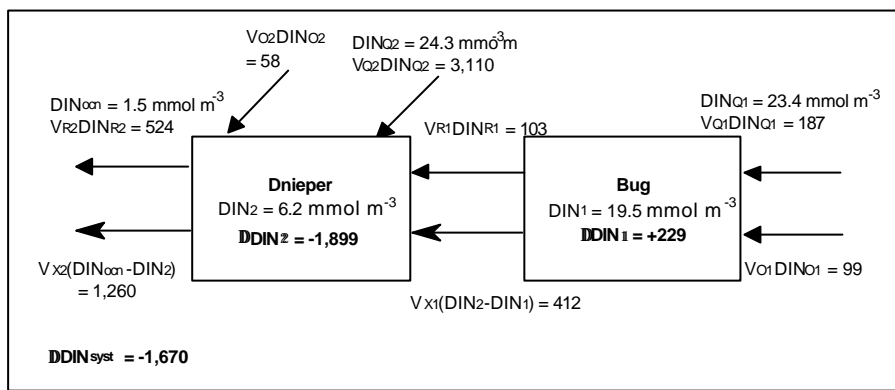 VO2DINO2
= 58
DINQ2 = 24.3 mmol m-3
VQ2DINQ2 = 3,110
DINocn = 1.5 mmol m-3
VR2DINR2 = 524
VR1DINR1 = 103
DINQ1 = 23.4 mmol m-3
VQ1DINQ1 = 187
Dnieper
DIN2 = 6.2 mmol m-3
DDIN2 = -1,899
Bug
DIN1 = 19.5 mmol m-3
DDIN1 = +229
VX2(DINocn-DIN2)
= 1,260
VX1(DIN2-DIN1) = 412
VO1DINO1 = 99
DDINsyst = -1,670